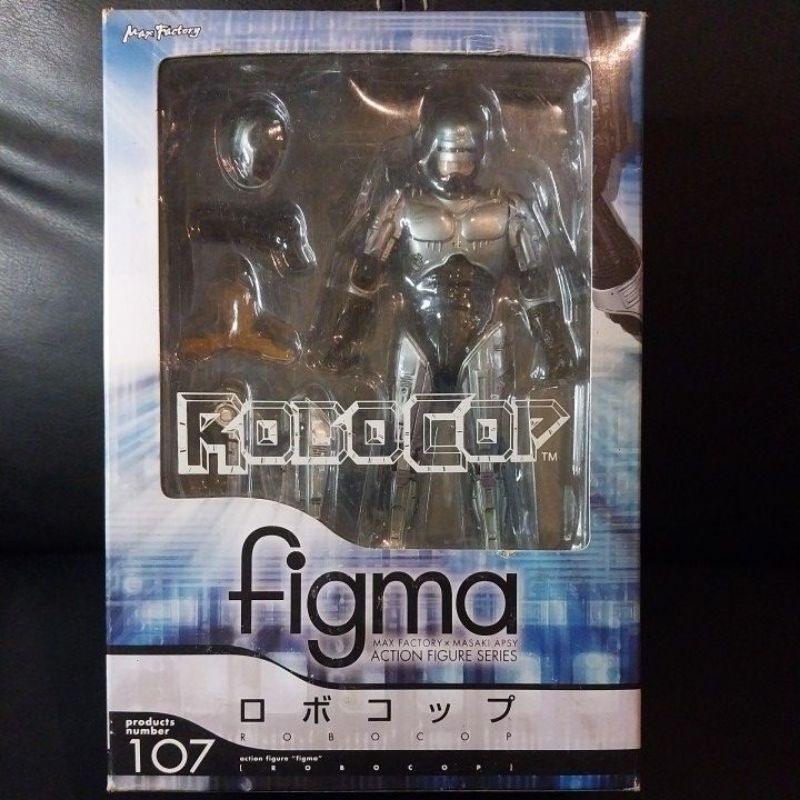 Max Factory
ROBOCOP™
figma
MAX FACTORY × MASAKI APSY
ACTION FIGURE SERIES
ロボコップ
ROBOCOP
products
number
107
action figure "figma"
[ROBOCOP]